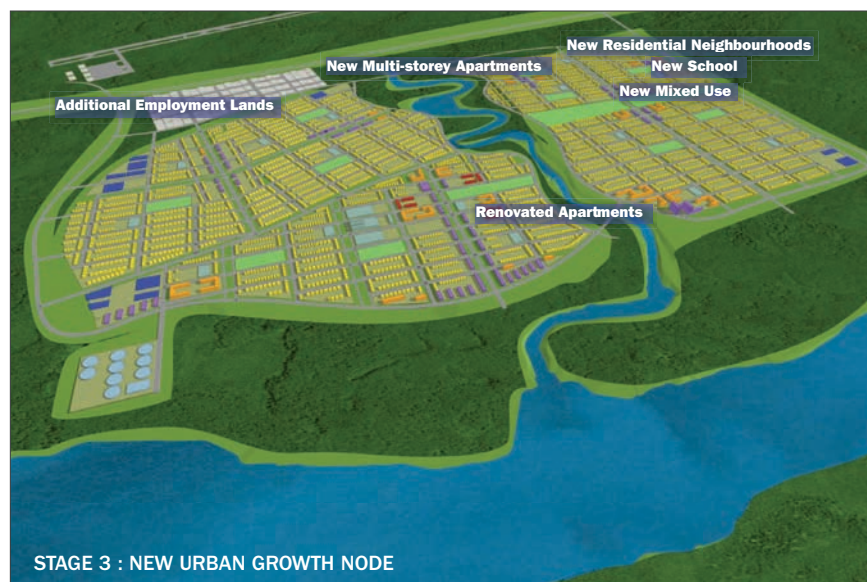 New Residential Neighbourhoods
New Multi-storey Apartments
New School
New Mixed Use
Additional Employment Lands
Renovated Apartments
STAGE 3 : NEW URBAN GROWTH NODE